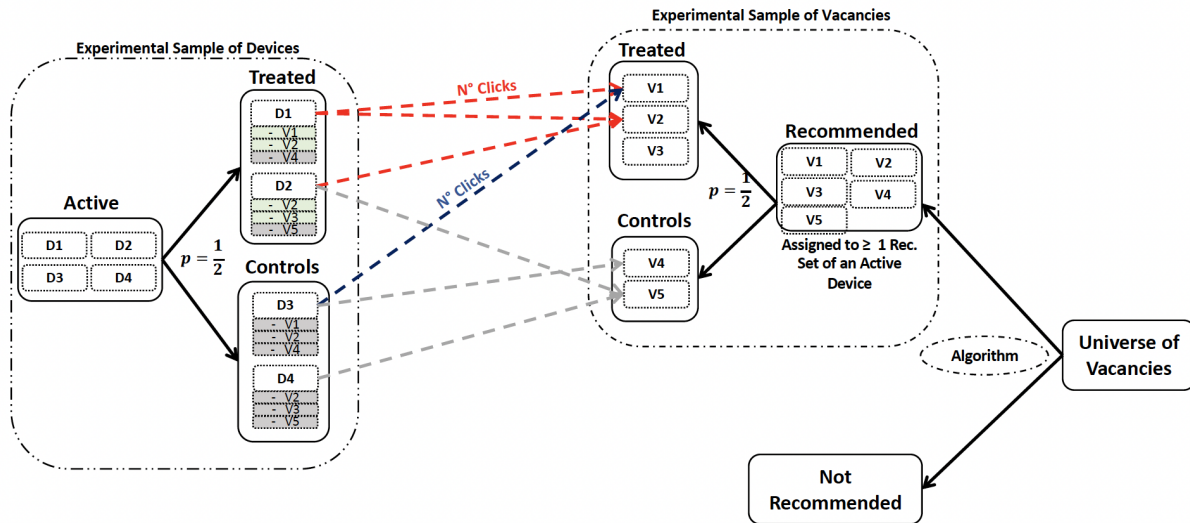 Experimental Sample of Devices
Treated
D1
- V1
- V2
- V4
D2
- V2
- V3
- V5
Active
D1 D2
D3 D4
p = 1/2
Controls
D3
- V1
- V2
- V4
D4
- V2
- V3
- V5
N° Clicks
N° Clicks
Experimental Sample of Vacancies
Treated
V1
V2
V3
p = 1/2
Controls
V4
V5
Recommended
V1 V2
V3 V4
V5
Assigned to ≥ 1 Rec.
Set of an Active
Device
Algorithm
Universe of
Vacancies
Not
Recommended